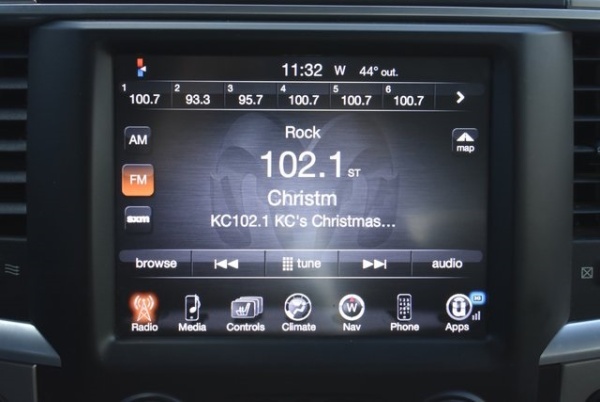 11:32 W 44° out.
1 100.7 2 93.3 3 95.7 4 100.7 5 100.7 6 100.7
AM
Rock
map
FM
102.1 ST
Christm
sxm
KC102.1 KC's Christmas...
browse tune audio
Radio Media Controls Climate W Nav Phone Apps